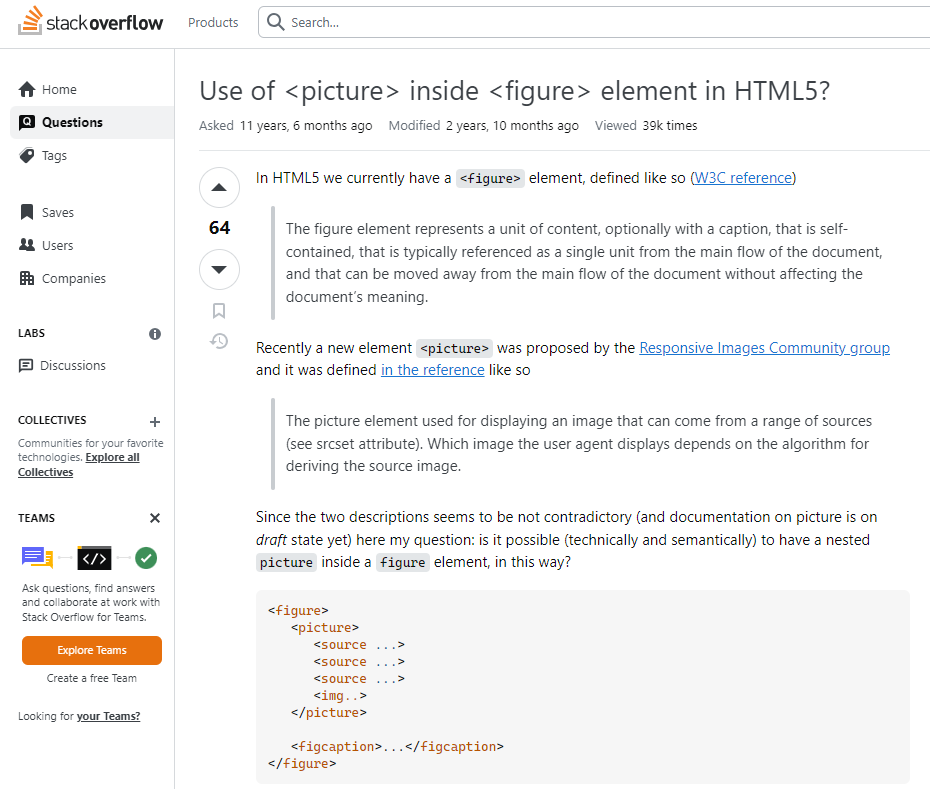 stackoverflow
Products
Search...
Home
Questions
Tags
Saves
Users
Companies
LABS
Discussions
COLLECTIVES
Communities for your favorite
technologies. Explore all
Collectives
TEAMS
Ask questions, find answers
and collaborate at work with
Stack Overflow for Teams.
Explore Teams
Create a free Team
Looking for your Teams?
Use of <picture> inside <figure> element in HTML5?
Asked 11 years, 6 months ago Modified 2 years, 10 months ago Viewed 39k times
64
In HTML5 we currently have a <figure> element, defined like so (W3C reference)
The figure element represents a unit of content, optionally with a caption, that is self-
contained, that is typically referenced as a single unit from the main flow of the document,
and that can be moved away from the main flow of the document without affecting the
document’s meaning.
Recently a new element <picture> was proposed by the Responsive Images Community group
and it was defined in the reference like so
The picture element used for displaying an image that can come from a range of sources
(see srcset attribute). Which image the user agent displays depends on the algorithm for
deriving the source image.
Since the two descriptions seems to be not contradictory (and documentation on picture is on
draft state yet) here my question: is it possible (technically and semantically) to have a nested
picture inside a figure element, in this way?
<figure>
   <picture>
      <source ...>
      <source ...>
      <source ...>
      <img..>
   </picture>
   <figcaption>...</figcaption>
</figure>